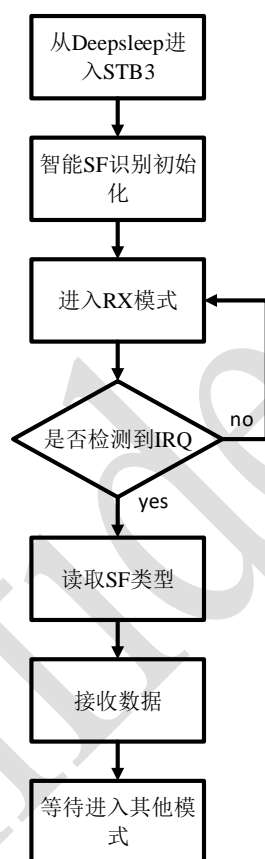 从Deepsleep进
入STB3
智能SF识别初始
化
进入RX模式
是否检测到IRQ
no
yes
读取SF类型
接收数据
等待进入其他模
式